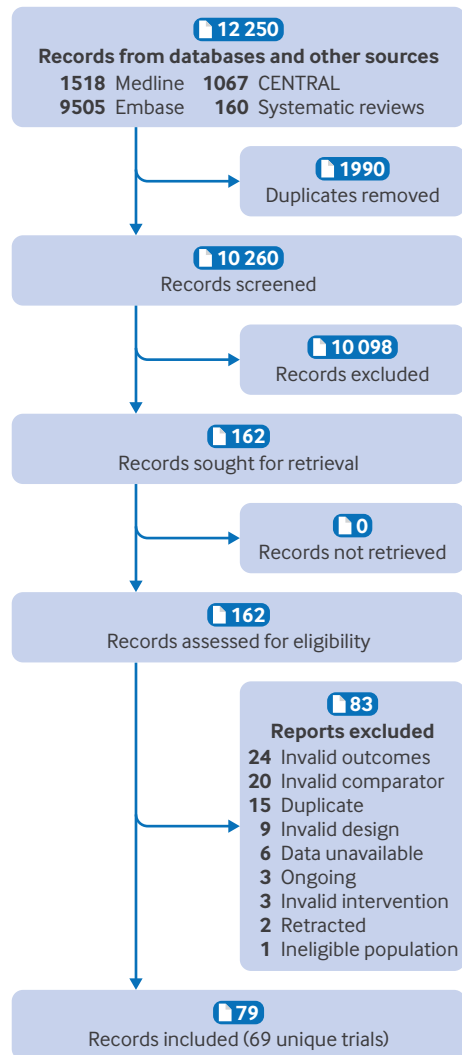 12 250
Records from databases and other sources
1518 Medline 1067 CENTRAL
9505 Embase 160 Systematic reviews
1990
Duplicates removed
10 260
Records screened
10 098
Records excluded
162
Records sought for retrieval
0
Records not retrieved
162
Records assessed for eligibility
83
Reports excluded
24 Invalid outcomes
20 Invalid comparator
15 Duplicate
9 Invalid design
6 Data unavailable
3 Ongoing
3 Invalid intervention
2 Retracted
1 Ineligible population
79
Records included (69 unique trials)